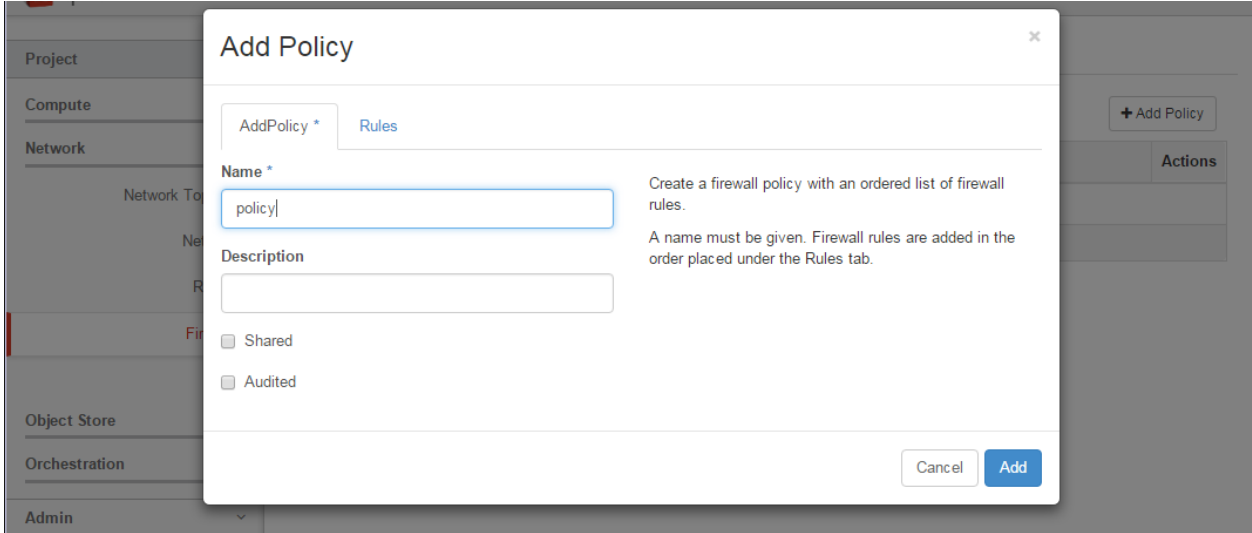 Add Policy
×
Project
Compute
Network
Network To
Ne
R
Fir
Object Store
Orchestration
Admin
+ Add Policy
Actions
AddPolicy *
Rules
Name *
policy
Description
Shared
Audited
Create a firewall policy with an ordered list of firewall
rules.
A name must be given. Firewall rules are added in the
order placed under the Rules tab.
Cancel
Add